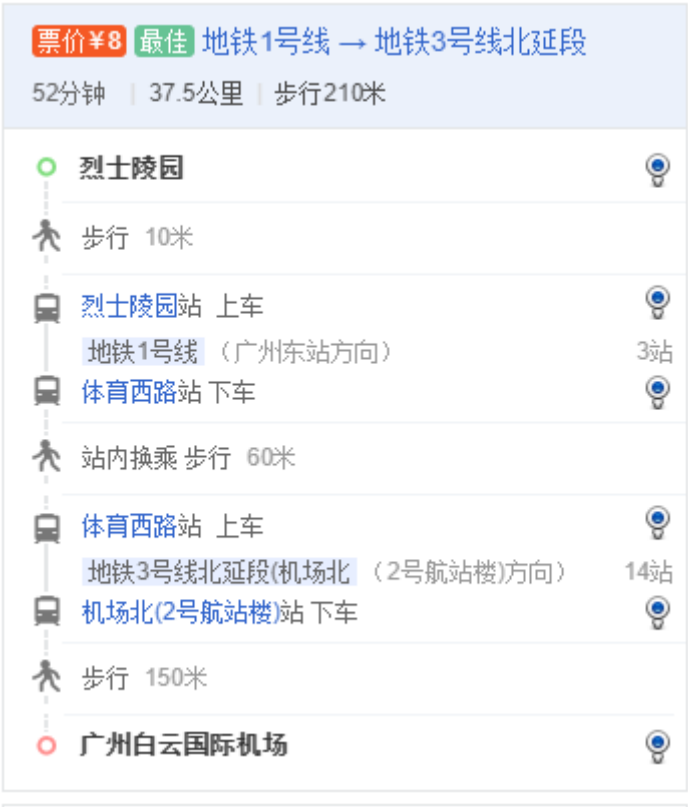 票价¥8 最佳 地铁1号线 → 地铁3号线北延段
52分钟 | 37.5公里 | 步行210米
烈士陵园
步行 10米
烈士陵园站 上车
地铁1号线 （广州东站方向） 3站
体育西路站 下车
站内换乘 步行 60米
体育西路站 上车
地铁3号线北延段(机场北 （2号航站楼)方向） 14站
机场北(2号航站楼)站 下车
步行 150米
广州白云国际机场